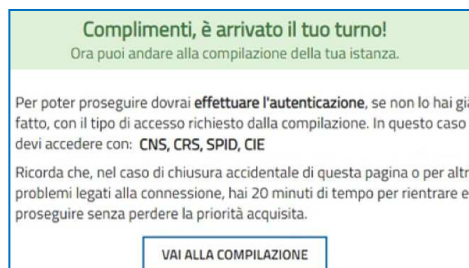 Complimenti, è arrivato il tuo turno!
Ora puoi andare alla compilazione della tua istanza.
Per poter proseguire dovrai effettuare l'autenticazione, se non lo hai già
fatto, con il tipo di accesso richiesto dalla compilazione. In questo caso
devi accedere con: CNS, CRS, SPID, CIE
Ricorda che, nel caso di chiusura accidentale di questa pagina o per altr
problemi legati alla connessione, hai 20 minuti di tempo per rientrare e
proseguire senza perdere la priorità acquisita.
VAI ALLA COMPILAZIONE